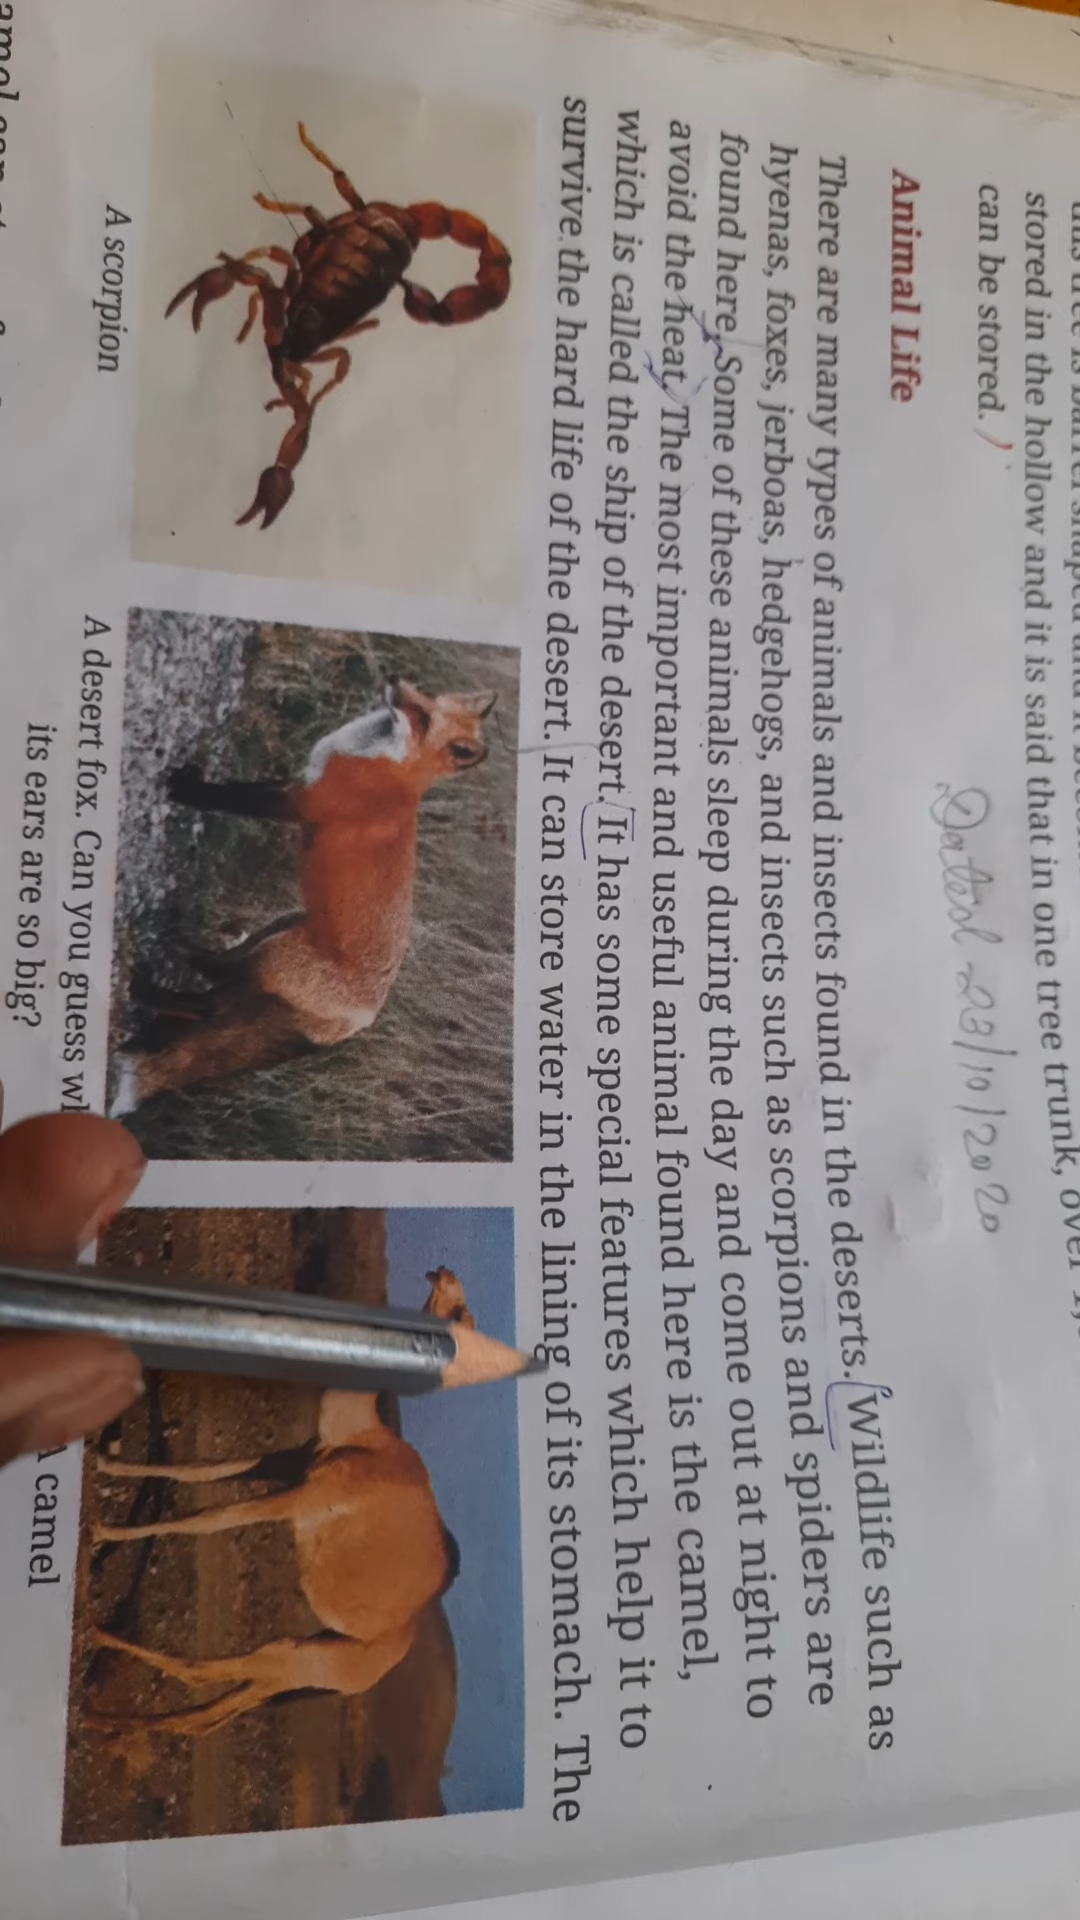 stored in the hollow and it is said that in one tree trunk, over
can be stored.
Dated 23/10/2020
Animal Life
There are many types of animals and insects found in the deserts. Wildlife such as
hyenas, foxes, jerboas, hedgehogs, and insects such as scorpions and spiders are
found here. Some of these animals sleep during the day and come out at night to
avoid the heat. The most important and useful animal found here is the camel,
which is called the ship of the desert. It has some special features which help it to
survive the hard life of the desert. It can store water in the lining of its stomach. The
A scorpion
A desert fox. Can you guess
its ears are so big?
A camel